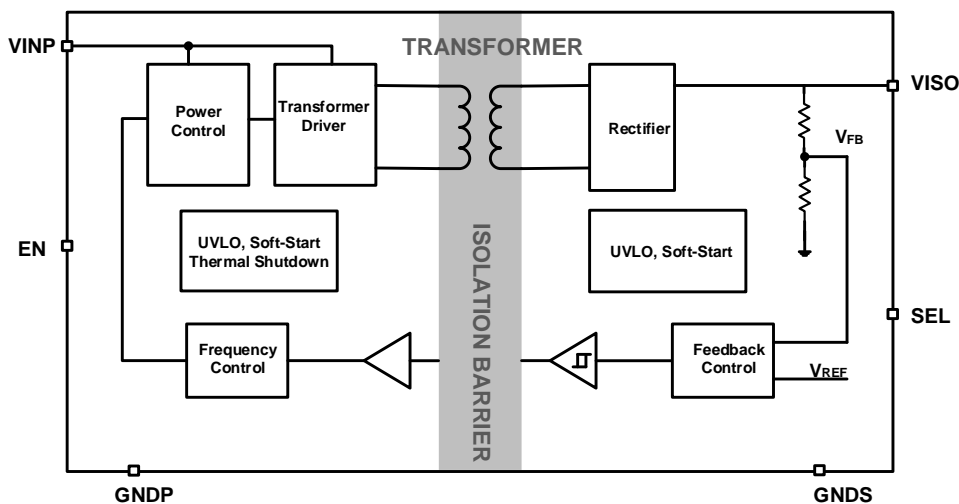 VINP
TRANSFORMER
VISO
Power
Control
Transformer
Driver
Rectifier
VFB
EN
UVLO, Soft-Start
Thermal Shutdown
ISOLATION BARRIER
UVLO, Soft-Start
SEL
Frequency
Control
Feedback
Control
VREF
GNDP
GNDS